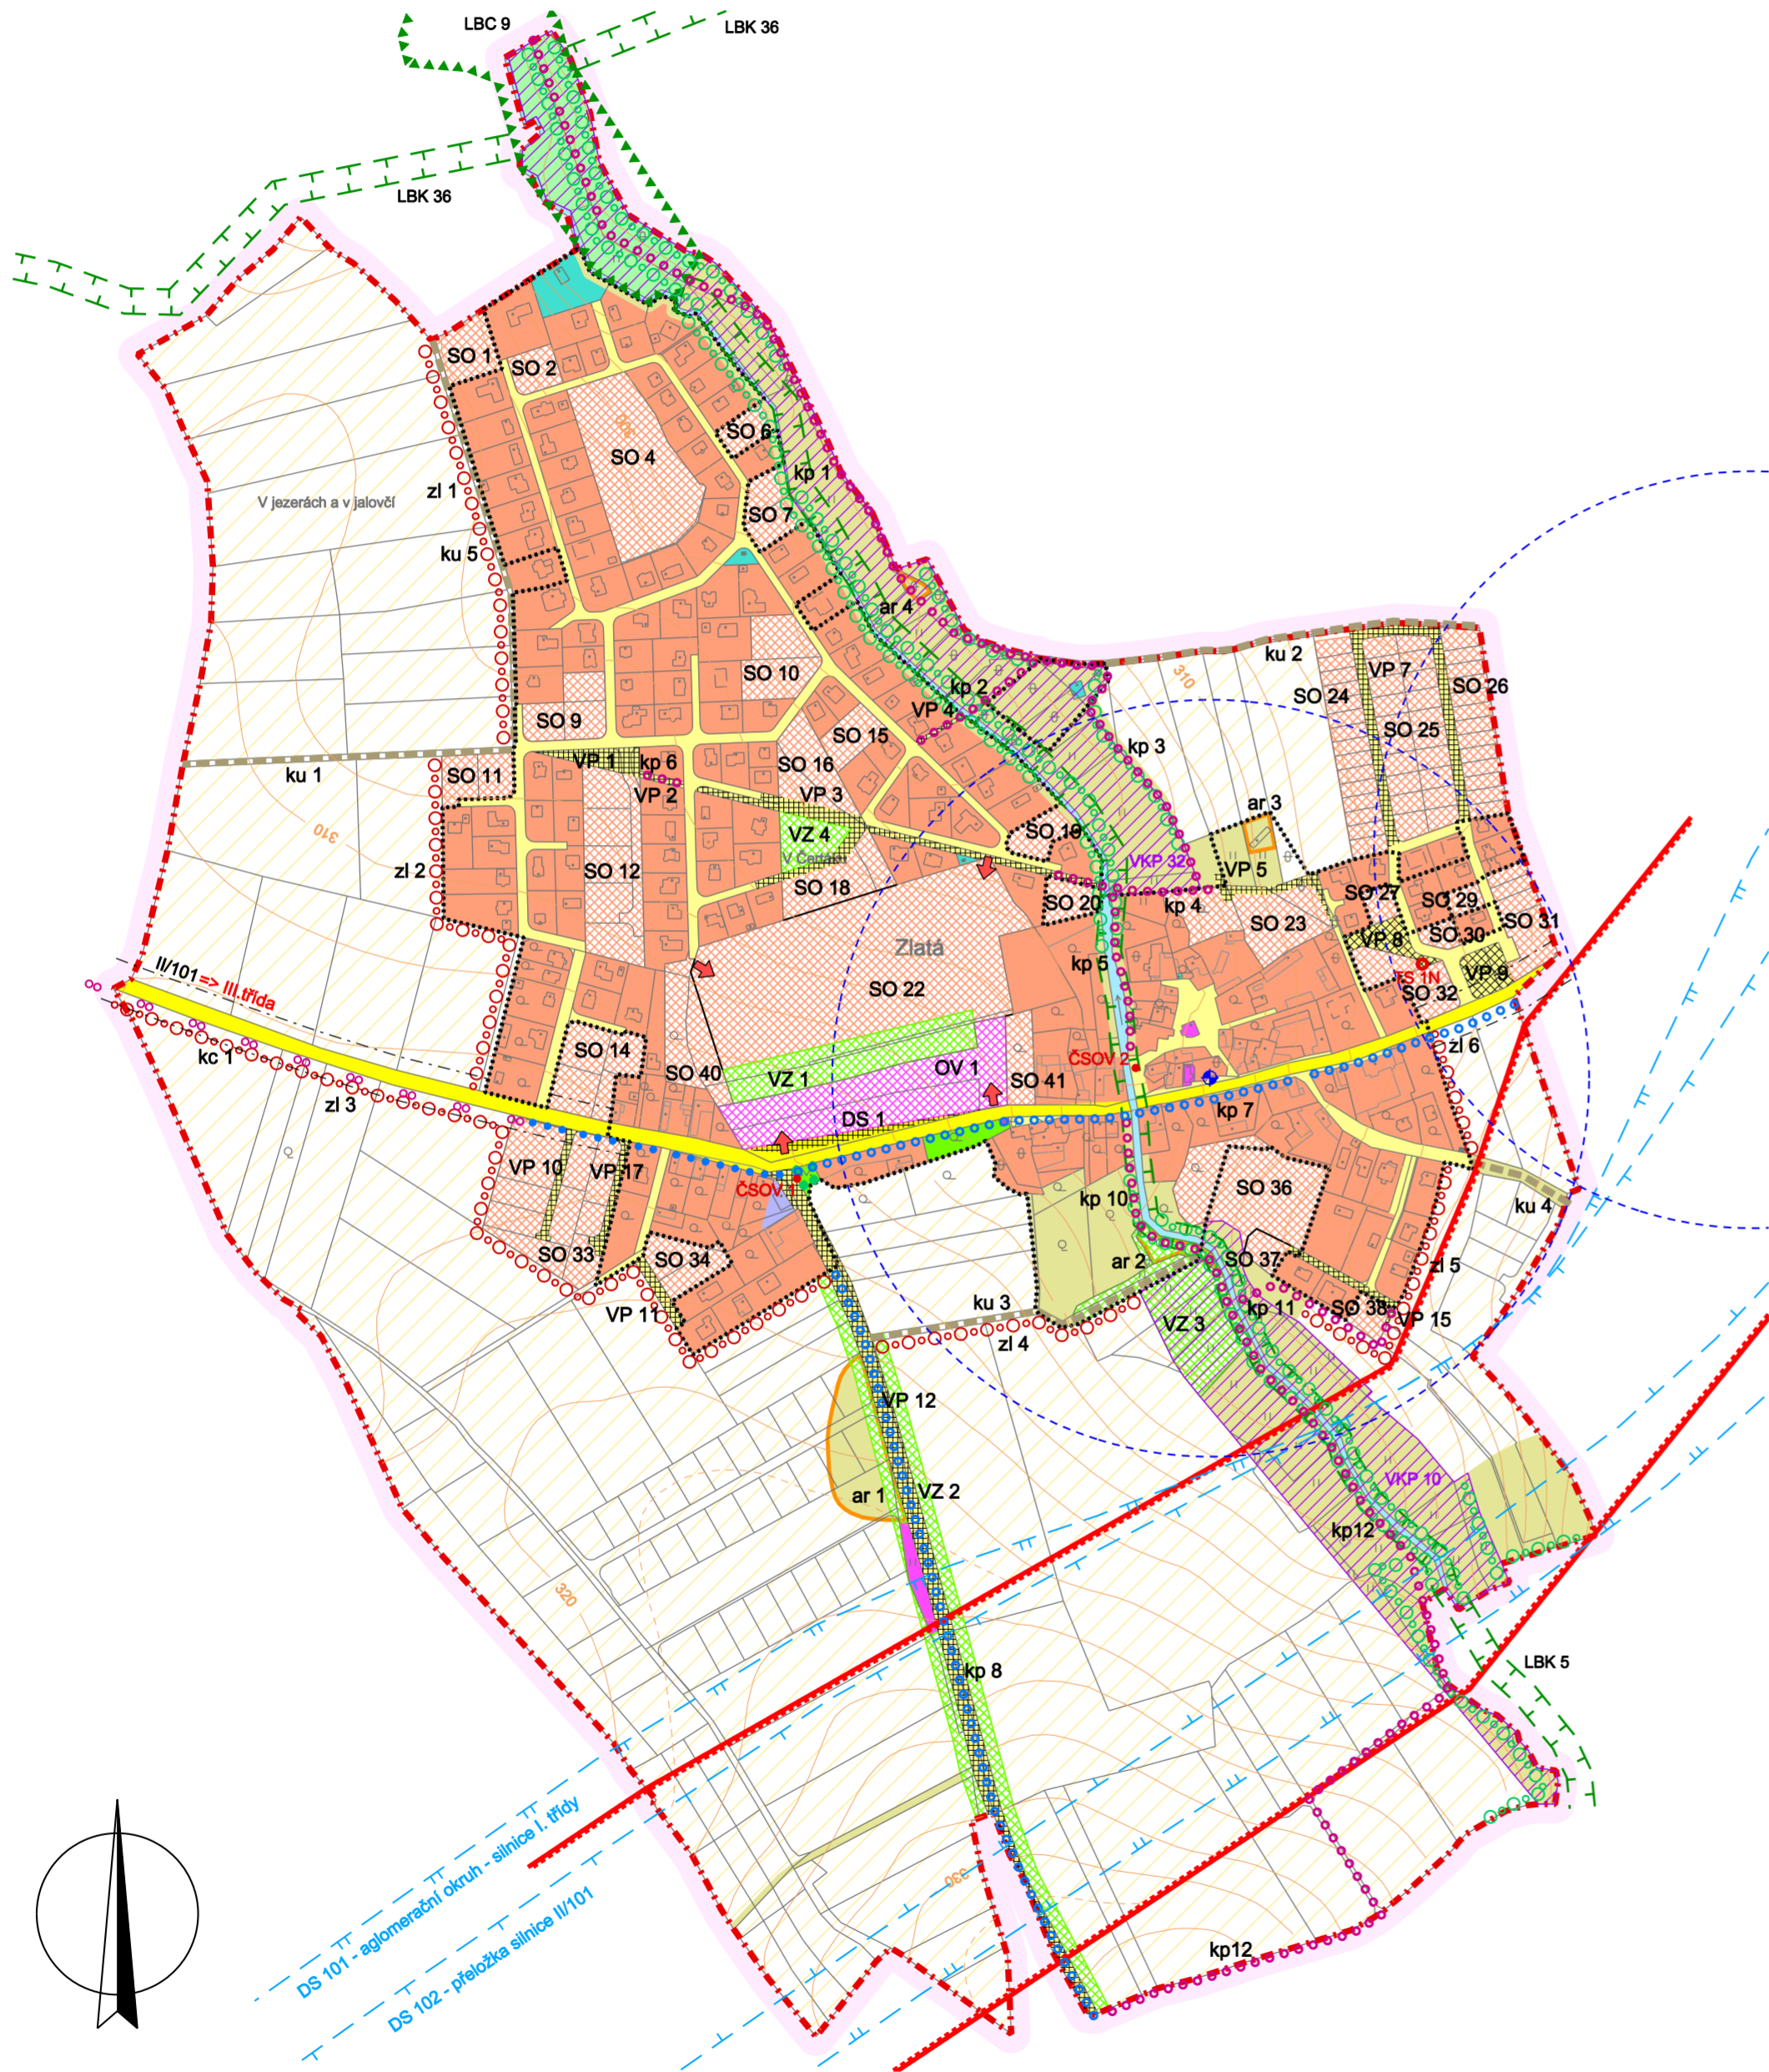 LBC 9
LBK 36
LBK 36
SO 1
SO 2
SO 4
300
SO 6
kp 1
zl 1
V jezerách a v jalovčí
SO 7
ku 5
ar 4
ku 2
VP 7
SO 24
SO 26
310
SO 10
kp 2
VP 4
SO 9
SO 15
SO 25
kp 3
ku 1
SO 11
VP 1
kp 6
SO 16
VP 2
VP 3
ar 3
310
VZ 4
SO 19
V Čertá
zl 2
SO 12
VKP 32
VP 5
SO 18
SO 20
kp 4
SO 27
SO 29
SO 23
SO 31
SO 30
VP 8
Zlatá
kp 5
II/101=> III.třída
TS 1N
VP 9
SO 22
SO 32
kc 1
SO 14
ČSOV 2
zl 6
SO 40
VZ 1
OV 1
SO 41
zl 3
DS 1
kp 7
VP 10
VP 17
ČSOV 1
SO 36
kp 10
ku 4
SO 33
SO 34
ar 2
SO 37
zl 5
VP 11
ku 3
kp 11
SO 38
VP 15
zl 4
VZ 3
VP 12
ar 1
VZ 2
VKP 10
kp12
320
kp 8
LBK 5
DS 101 - aglomerační okruh - silnice I. třídy
DS 102 - přeložka silnice II/101
330
kp12